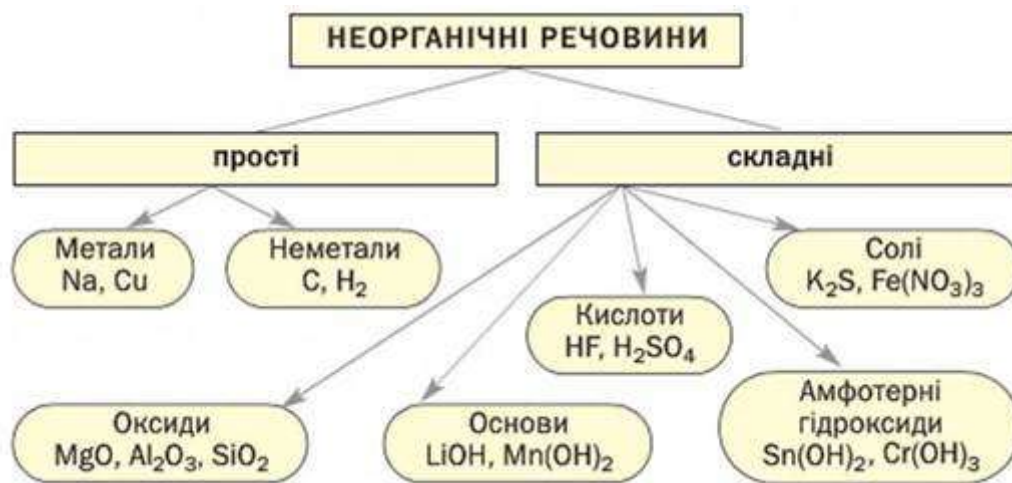 НЕОРГАНІЧНІ РЕЧОВИНИ
прості
складні
Метали
Na, Cu
Неметали
C, H₂
Солі
K₂S, Fe(NO₃)₃
Кислоти
HF, H₂SO₄
Оксиди
MgO, Al₂O₃, SiO₂
Основи
LiOH, Mn(OH)₂
Амфотерні
гідроксиди
Sn(OH)₂, Cr(OH)₃